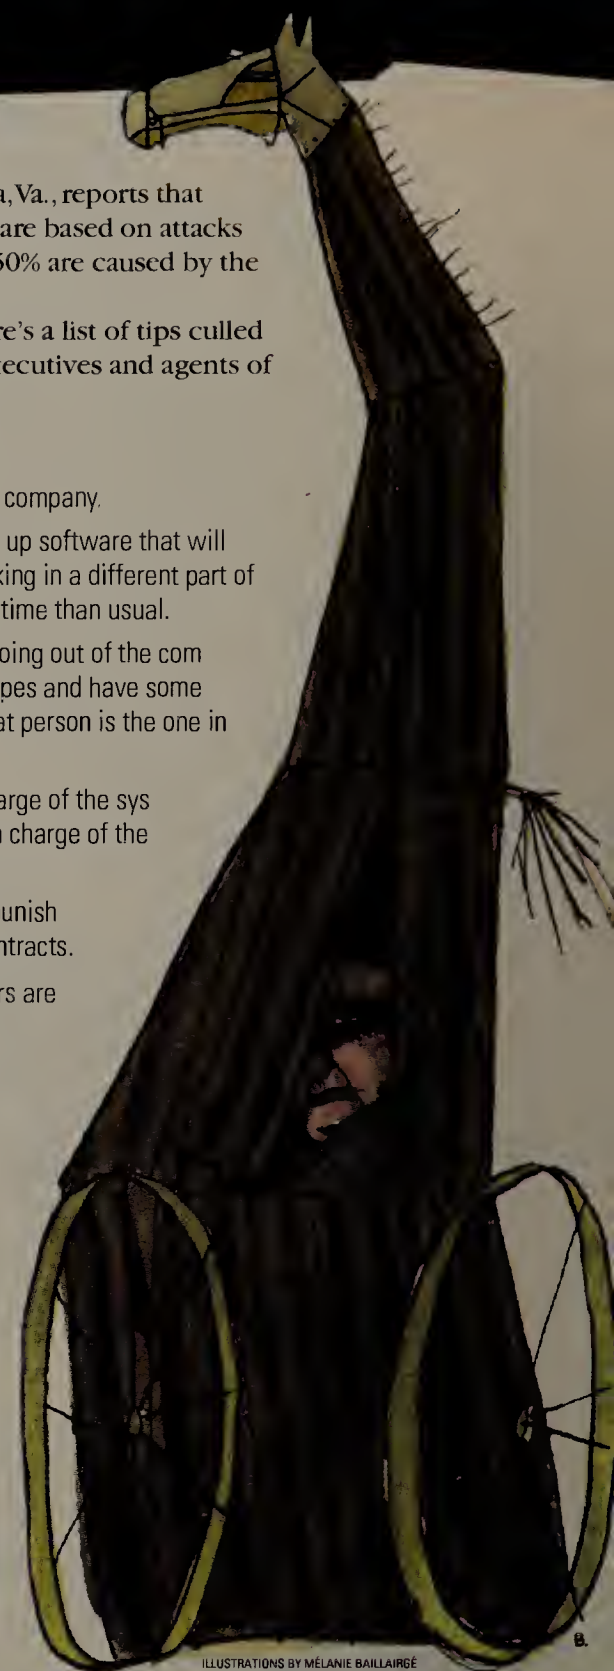 a, Va., reports that
are based on attacks
50% are caused by the
re's a list of tips culled
xecutives and agents of
company.
up software that will
king in a different part of
time than usual.
oing out of the com
pes and have some
at person is the one in
arge of the sys
n charge of the
unish
ntracts.
rs are
B.
ILLUSTRATIONS BY MÉLANIE BAILLAIRGÉ